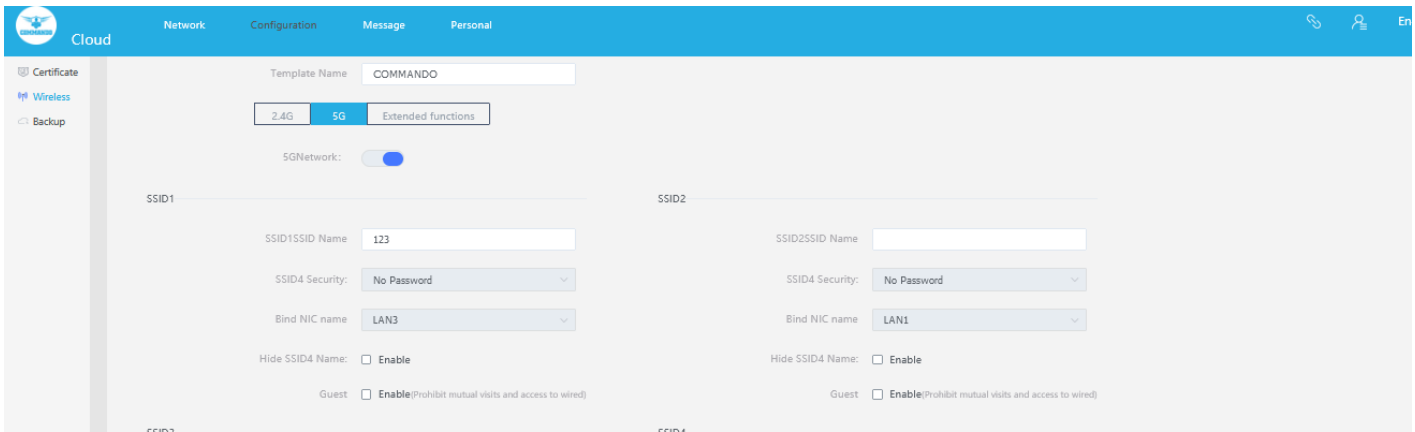 COMMANDO
Cloud
Network
Configuration
Message
Personal
En
Certificate
Wireless
Backup
Template Name
COMMANDO
2.4G
5G
Extended functions
5GNetwork:
SSID1
SSID1SSID Name
123
SSID4 Security:
No Password
Bind NIC name
LAN3
Hide SSID4 Name:
Enable
Guest
Enable(Prohibit mutual visits and access to wired)
SSID2
SSID2SSID Name
SSID4 Security:
No Password
Bind NIC name
LAN1
Hide SSID4 Name:
Enable
Guest
Enable(Prohibit mutual visits and access to wired)
SSID3
SSID4